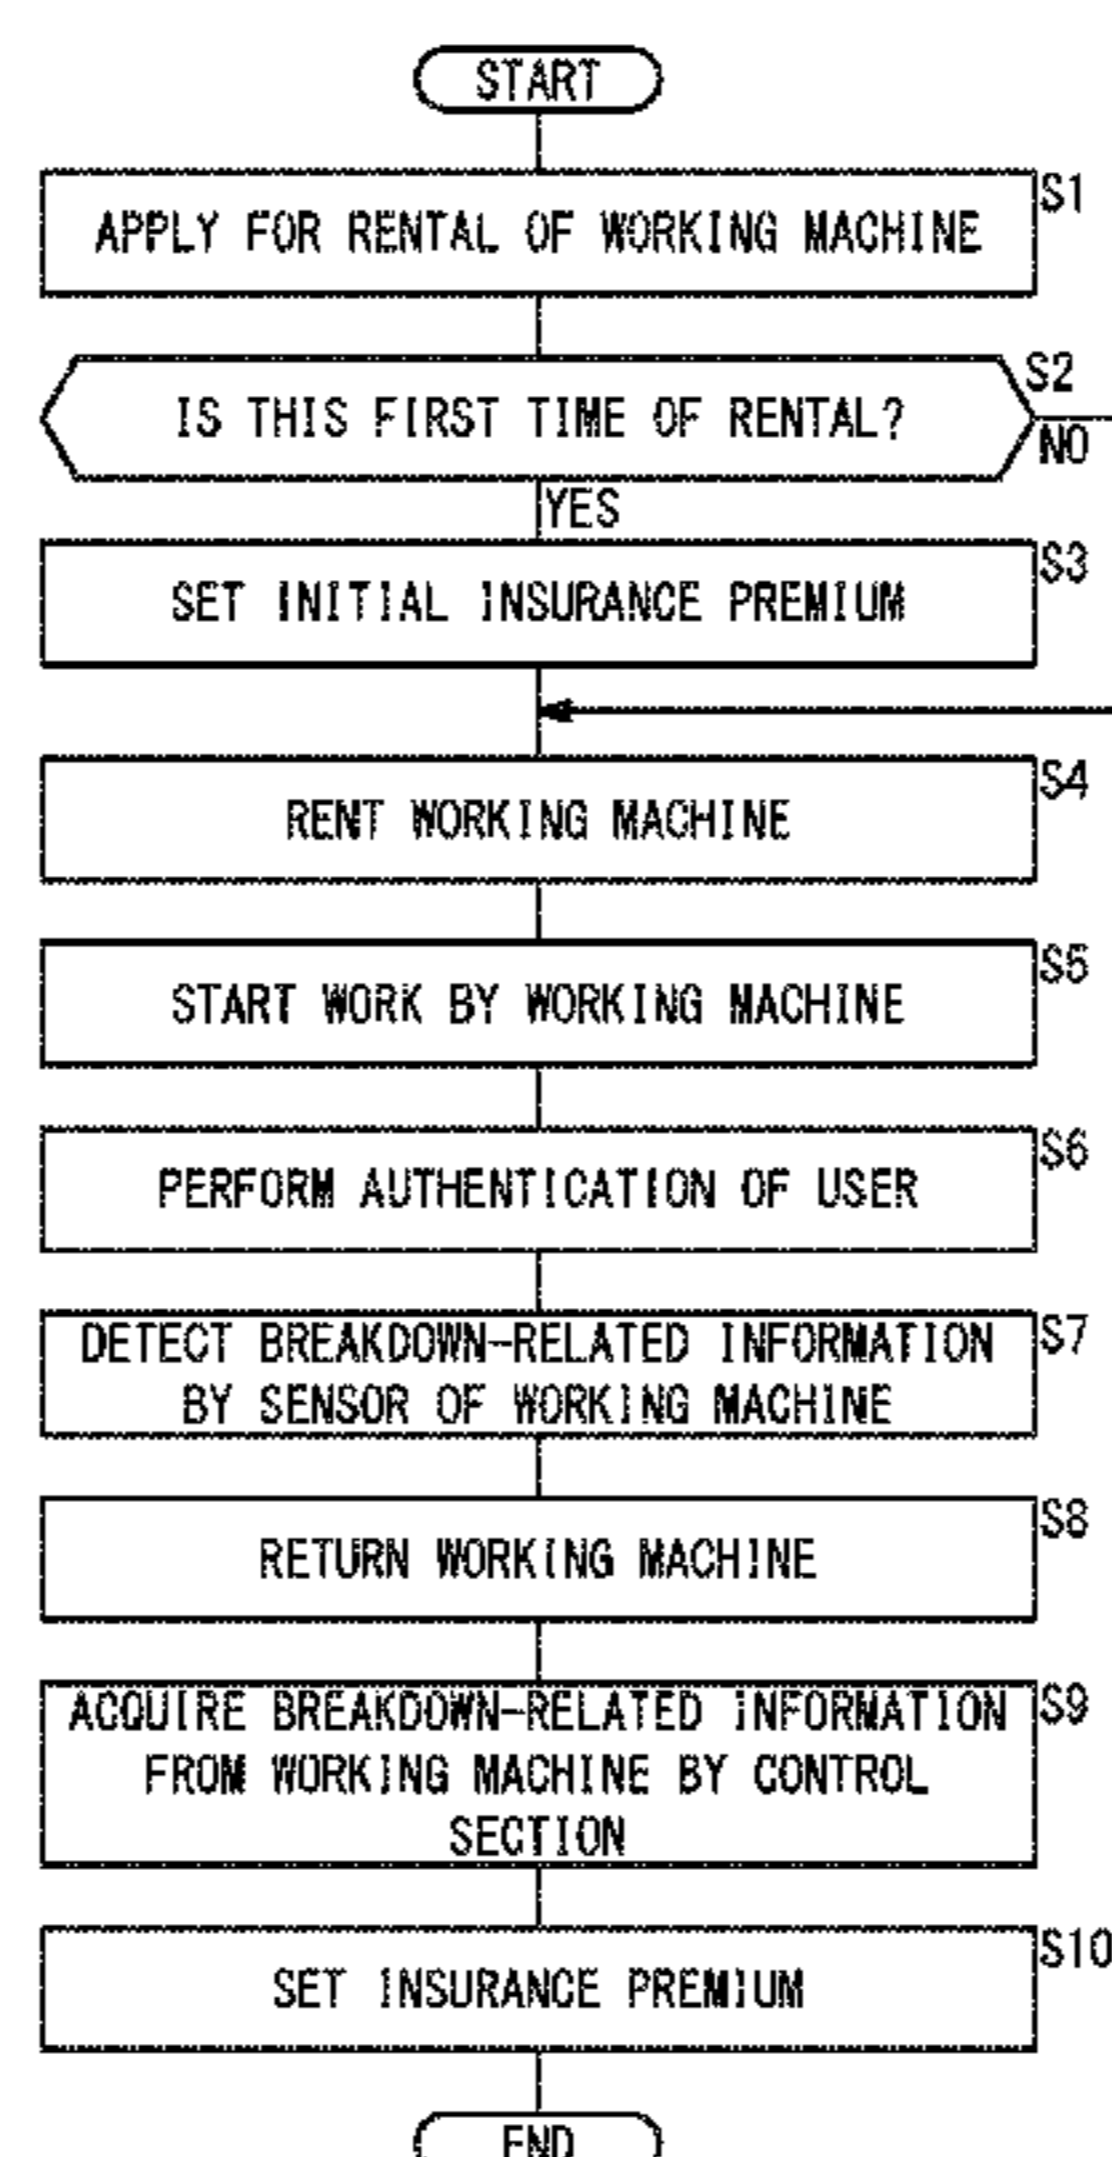 START
S1
APPLY FOR RENTAL OF WORKING MACHINE
S2
IS THIS FIRST TIME OF RENTAL?
NO
YES
S3
SET INITIAL INSURANCE PREMIUM
S4
RENT WORKING MACHINE
S5
START WORK BY WORKING MACHINE
S6
PERFORM AUTHENTICATION OF USER
S7
DETECT BREAKDOWN-RELATED INFORMATION
BY SENSOR OF WORKING MACHINE
S8
RETURN WORKING MACHINE
S9
ACQUIRE BREAKDOWN-RELATED INFORMATION
FROM WORKING MACHINE BY CONTROL
SECTION
S10
SET INSURANCE PREMIUM
END